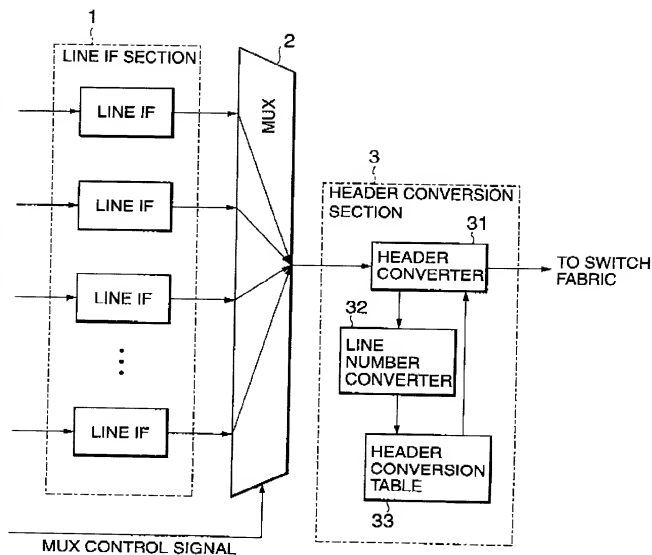 1
LINE IF SECTION
2
MUX
LINE IF
LINE IF
LINE IF
LINE IF
3
HEADER CONVERSION
SECTION
31
HEADER
CONVERTER
TO SWITCH
FABRIC
32
LINE
NUMBER
CONVERTER
HEADER
CONVERSION
TABLE
33
MUX CONTROL SIGNAL